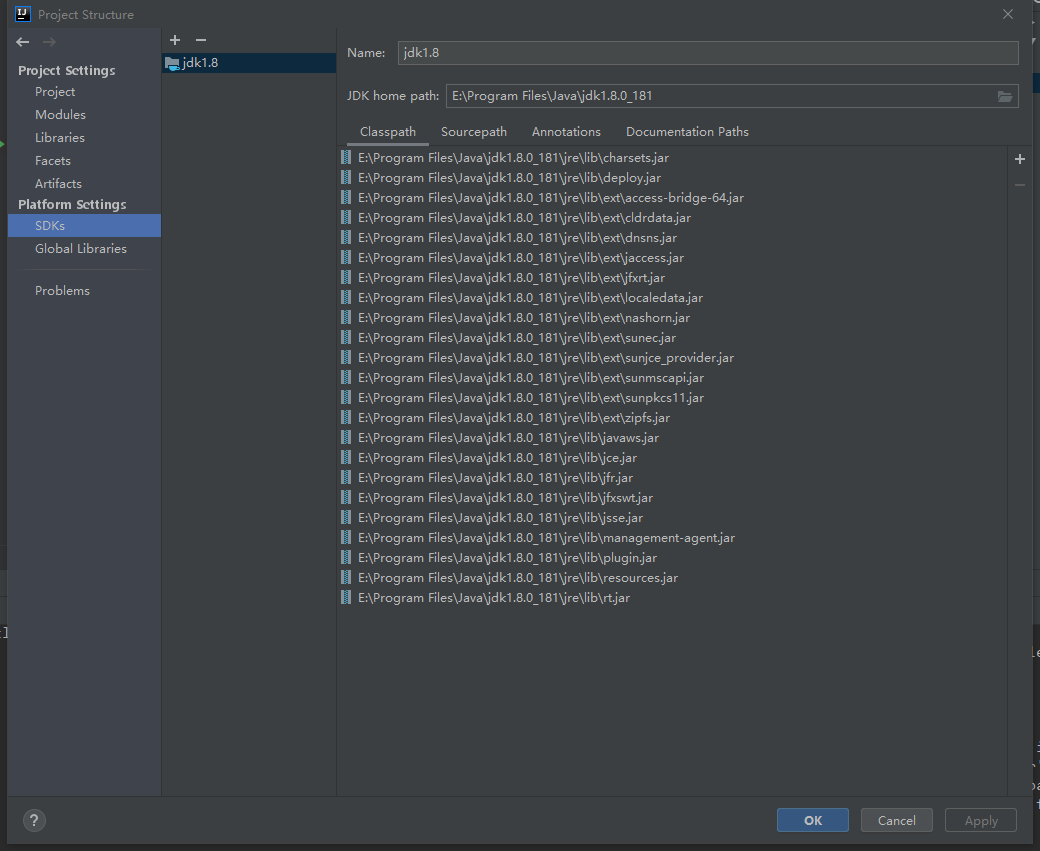 Project Structure
Project Settings
Project
Modules
Libraries
Facets
Artifacts
Platform Settings
SDKs
Global Libraries
Problems
jdk1.8
Name: jdk1.8
JDK home path: E:\Program Files\Java\jdk1.8.0_181
Classpath Sourcepath Annotations Documentation Paths
E:\Program Files\Java\jdk1.8.0_181\jre\lib\charsets.jar
E:\Program Files\Java\jdk1.8.0_181\jre\lib\deploy.jar
E:\Program Files\Java\jdk1.8.0_181\jre\lib\ext\access-bridge-64.jar
E:\Program Files\Java\jdk1.8.0_181\jre\lib\ext\cldrdata.jar
E:\Program Files\Java\jdk1.8.0_181\jre\lib\ext\dnsns.jar
E:\Program Files\Java\jdk1.8.0_181\jre\lib\ext\jaccess.jar
E:\Program Files\Java\jdk1.8.0_181\jre\lib\ext\jfxrt.jar
E:\Program Files\Java\jdk1.8.0_181\jre\lib\ext\localedata.jar
E:\Program Files\Java\jdk1.8.0_181\jre\lib\ext\nashorn.jar
E:\Program Files\Java\jdk1.8.0_181\jre\lib\ext\sunec.jar
E:\Program Files\Java\jdk1.8.0_181\jre\lib\ext\sunjce_provider.jar
E:\Program Files\Java\jdk1.8.0_181\jre\lib\ext\sunmscapi.jar
E:\Program Files\Java\jdk1.8.0_181\jre\lib\ext\sunpkcs11.jar
E:\Program Files\Java\jdk1.8.0_181\jre\lib\ext\zipfs.jar
E:\Program Files\Java\jdk1.8.0_181\jre\lib\javaws.jar
E:\Program Files\Java\jdk1.8.0_181\jre\lib\jce.jar
E:\Program Files\Java\jdk1.8.0_181\jre\lib\jfr.jar
E:\Program Files\Java\jdk1.8.0_181\jre\lib\jfxswt.jar
E:\Program Files\Java\jdk1.8.0_181\jre\lib\jsse.jar
E:\Program Files\Java\jdk1.8.0_181\jre\lib\management-agent.jar
E:\Program Files\Java\jdk1.8.0_181\jre\lib\plugin.jar
E:\Program Files\Java\jdk1.8.0_181\jre\lib\resources.jar
E:\Program Files\Java\jdk1.8.0_181\jre\lib\rt.jar
? OK Cancel Apply